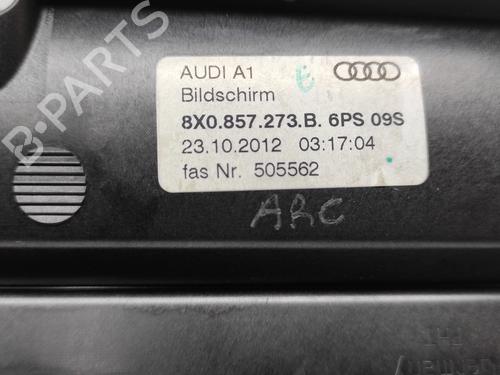 B-PARTS
AUDI A1
Bildschirm
8X0.857.273.B. 6PS 09S
23.10.2012 03:17:04
fas Nr. 505562
ARC